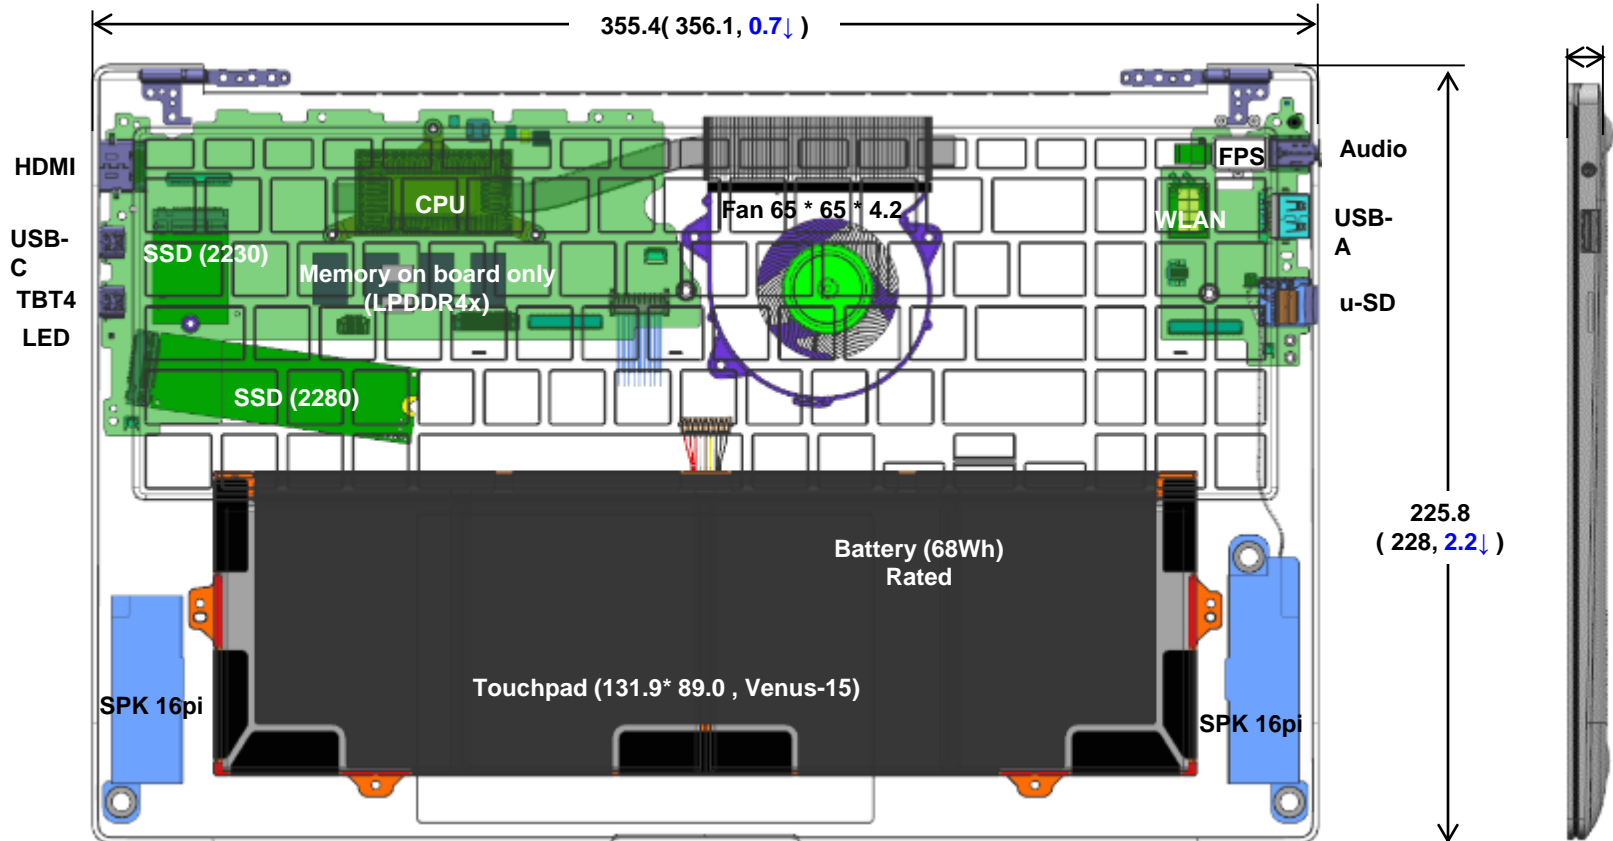 355.4( 356.1, 0.7↓ )
HDMI
CPU
FPS
Audio
Fan 65 * 65 * 4.2
WLAN
USB-
C
SSD (2230)
USB-
A
Memory on board only
(LPDDR4x)
TBT4
u-SD
LED
SSD (2280)
225.8
( 228, 2.2↓ )
Battery (68Wh)
Rated
Touchpad (131.9* 89.0 , Venus-15)
SPK 16pi
SPK 16pi